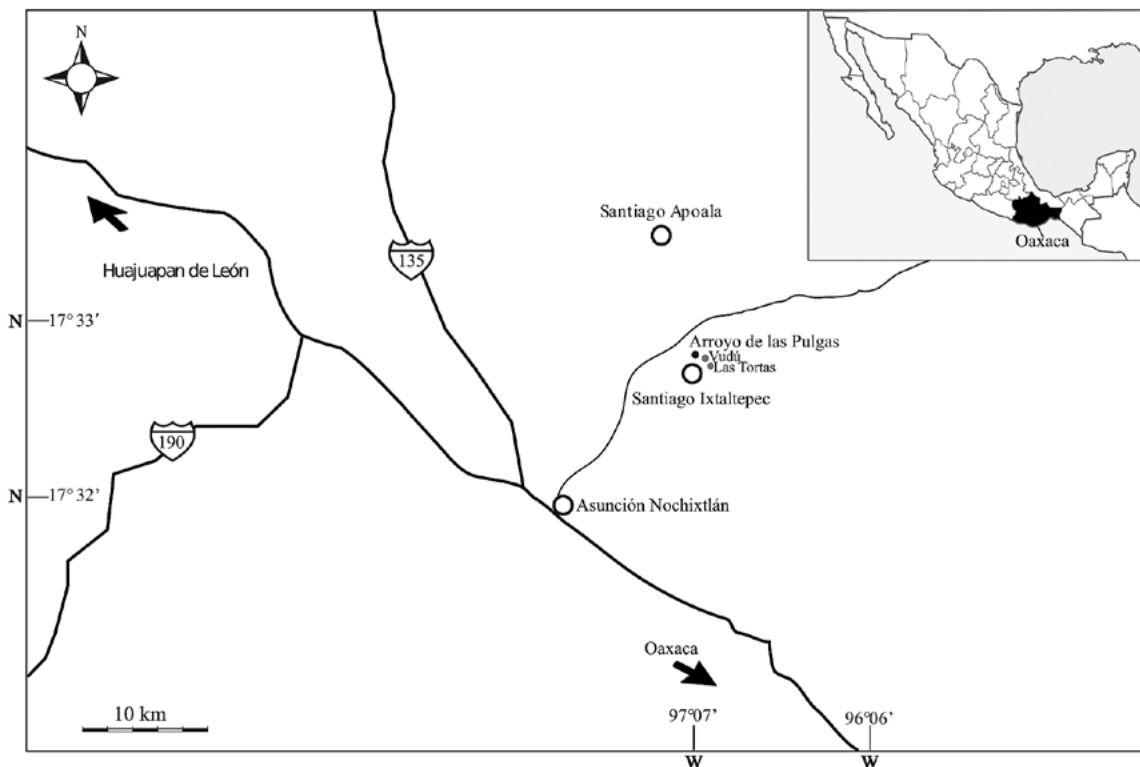 N
Oaxaca
Santiago Apoala
135
Huajuapan de León
N 17°33'
Arroyo de las Pulgas
Vudú
Las Tortas
Santiago Ixtaltepec
190
N 17°32'
Asunción Nochixtlán
Oaxaca
10 km
97°07' 96°06'
W W